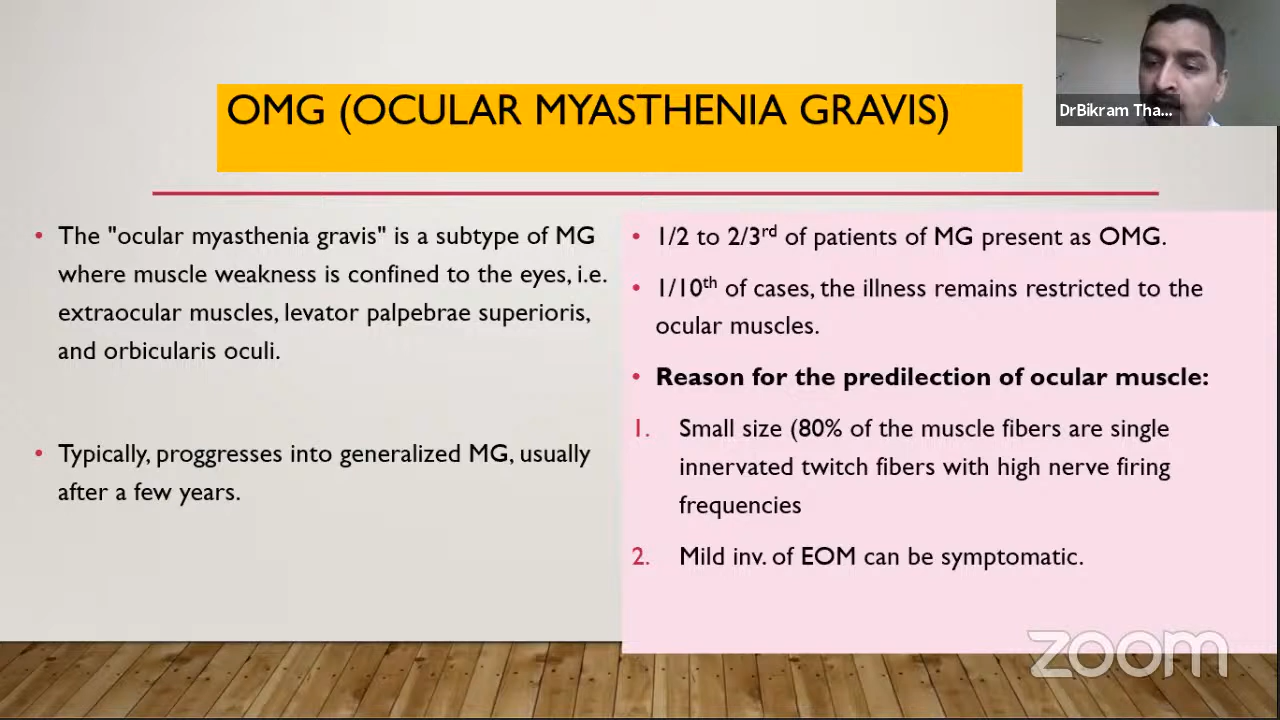 OMG (OCULAR MYASTHENIA GRAVIS)
DrBikram Tha...
• The "ocular myasthenia gravis" is a subtype of MG
where muscle weakness is confined to the eyes, i.e.
extraocular muscles, levator palpebrae superioris,
and orbicularis oculi.
• Typically, proggresses into generalized MG, usually
after a few years.
• 1/2 to 2/3rd of patients of MG present as OMG.
• 1/10th of cases, the illness remains restricted to the
ocular muscles.
• Reason for the predilection of ocular muscle:
1. Small size (80% of the muscle fibers are single
innervated twitch fibers with high nerve firing
frequencies
2. Mild inv. of EOM can be symptomatic.
zoom